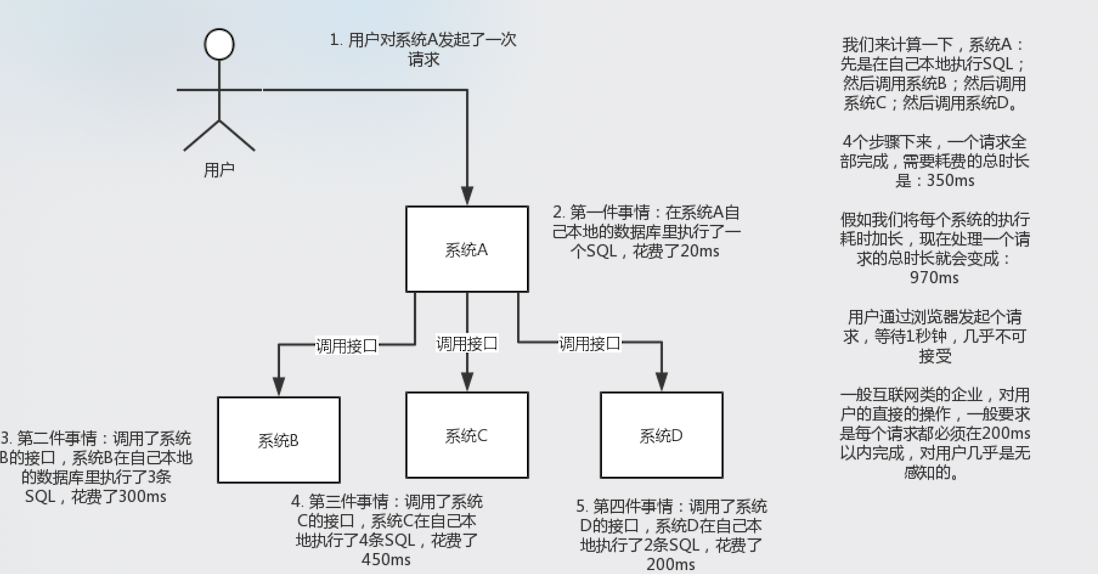 1. 用户对系统A发起了一次
请求
用户
系统A
2. 第一件事情：在系统A自
己本地的数据库里执行了一
个SQL，花费了20ms
调用接口
调用接口
调用接口
系统B
系统C
系统D
3. 第二件事情：调用了系统
B的接口，系统B在自己本地
的数据库里执行了3条
SQL，花费了300ms
4. 第三件事情：调用了系统
C的接口，系统C在自己本
地执行了4条SQL，花费了
450ms
5. 第四件事情：调用了系统
D的接口，系统D在自己本
地执行了2条SQL，花费了
200ms
我们来计算一下，系统A：
先是在自己本地执行SQL；
然后调用系统B；然后调用
系统C；然后调用系统D。
4个步骤下来，一个请求全
部完成，需要耗费的总时长
是：350ms
假如我们将每个系统的执行
耗时加长，现在处理一个请
求的总时长就会变成：
970ms
用户通过浏览器发起个请
求，等待1秒钟，几乎不可
接受
一般互联网类的企业，对用
户的直接的操作，一般要求
是每个请求都必须在200ms
以内完成，对用户几乎是无
感知的。